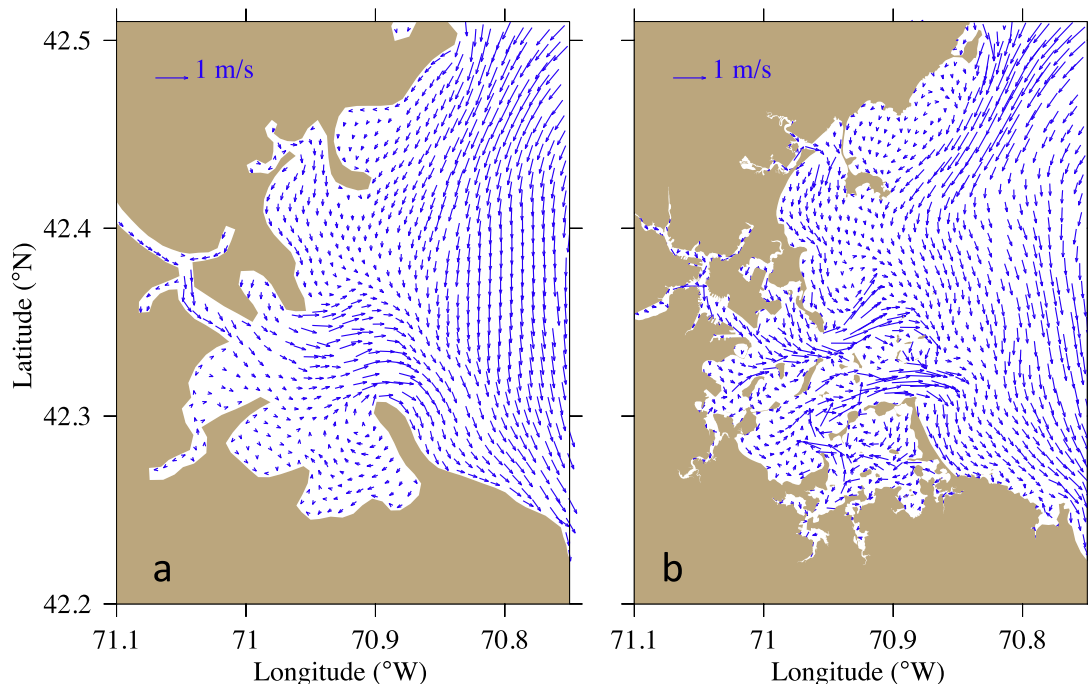 42.5
42.4
42.3
42.2
Latitude (°N)
1 m/s
a
71.1 71 70.9 70.8
Longitude (°W)
1 m/s
b
71.1 71 70.9 70.8
Longitude (°W)